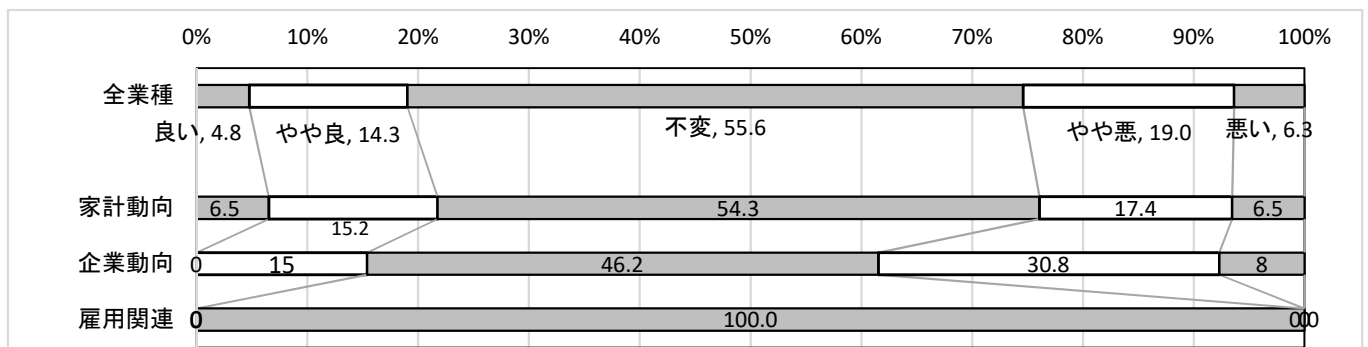 0% 10% 20% 30% 40% 50% 60% 70% 80% 90% 100%
全業種
良い, 4.8 やや良, 14.3 不変, 55.6 やや悪, 19.0 悪い, 6.3
家計動向 6.5 15.2 54.3 17.4 6.5
企業動向 0 15 46.2 30.8 8
雇用関連 0 0 100.0 0 0